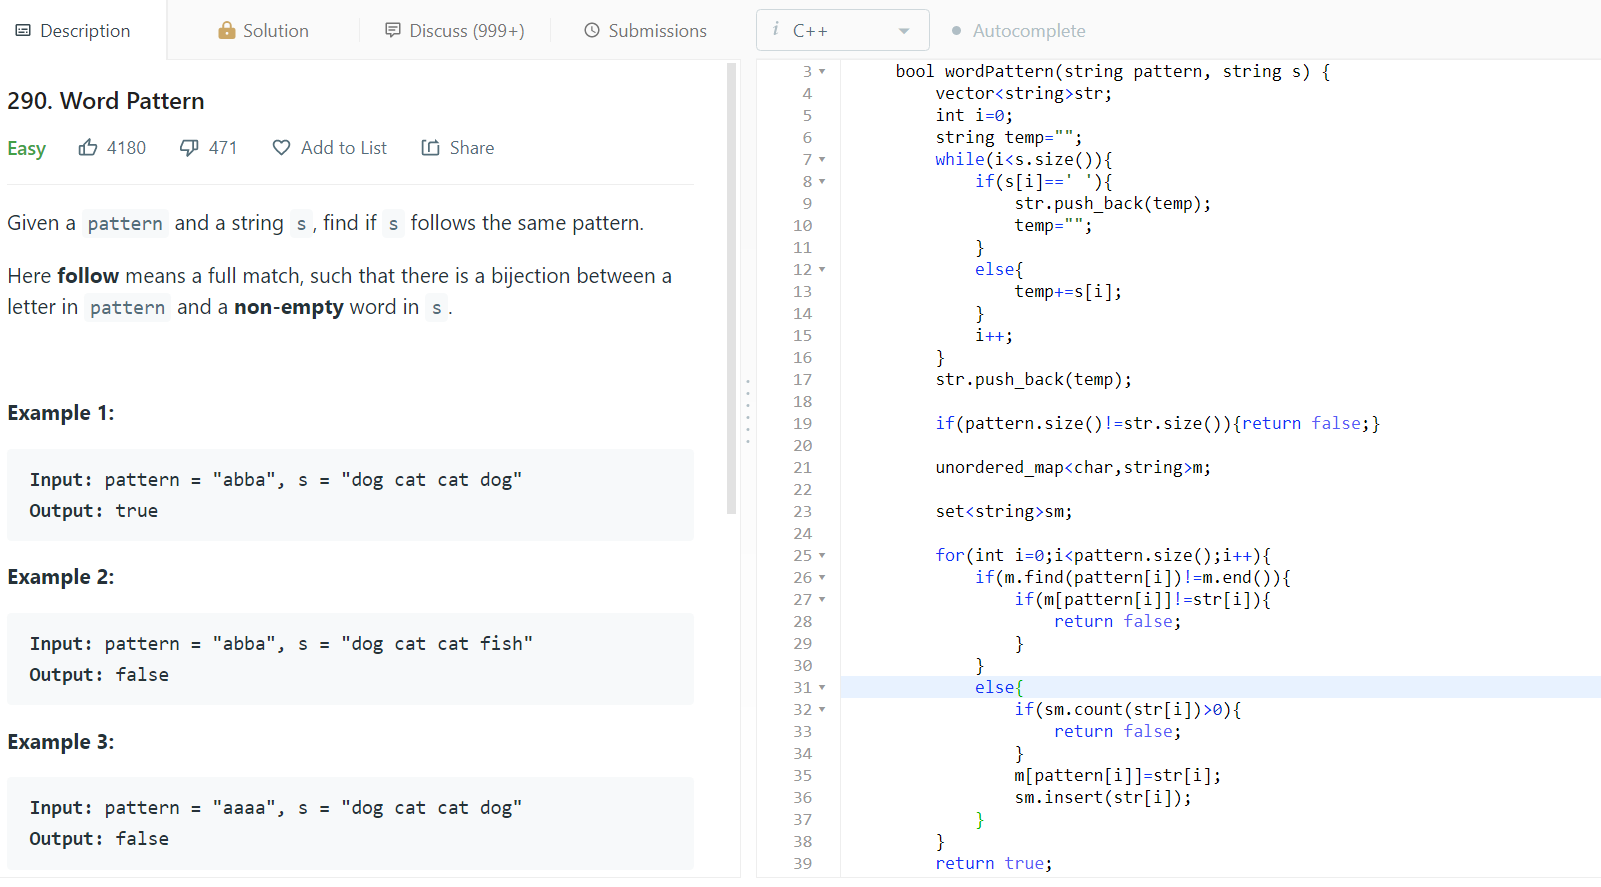 Description
Solution
Discuss (999+)
Submissions
i C++
Autocomplete
290. Word Pattern
Easy 4180 471 Add to List Share
Given a pattern and a string s , find if s follows the same pattern.
Here follow means a full match, such that there is a bijection between a
letter in pattern and a non-empty word in s .
Example 1:
Input: pattern = "abba", s = "dog cat cat dog"
Output: true
Example 2:
Input: pattern = "abba", s = "dog cat cat fish"
Output: false
Example 3:
Input: pattern = "aaaa", s = "dog cat cat dog"
Output: false
3 bool wordPattern(string pattern, string s) {
4 vector<string>str;
5 int i=0;
6 string temp="";
7 while(i<s.size()){
8 if(s[i]==' '){
9 str.push_back(temp);
10 temp="";
11 }
12 else{
13 temp+=s[i];
14 }
15 i++;
16 }
17 str.push_back(temp);
18
19 if(pattern.size()!=str.size()){return false;}
20
21 unordered_map<char,string>m;
22
23 set<string>sm;
24
25 for(int i=0;i<pattern.size();i++){
26 if(m.find(pattern[i])!=m.end()){
27 if(m[pattern[i]]!=str[i]){
28 return false;
29 }
30 }
31 else{
32 if(sm.count(str[i])>0){
33 return false;
34 }
35 m[pattern[i]]=str[i];
36 sm.insert(str[i]);
37 }
38 }
39 return true;